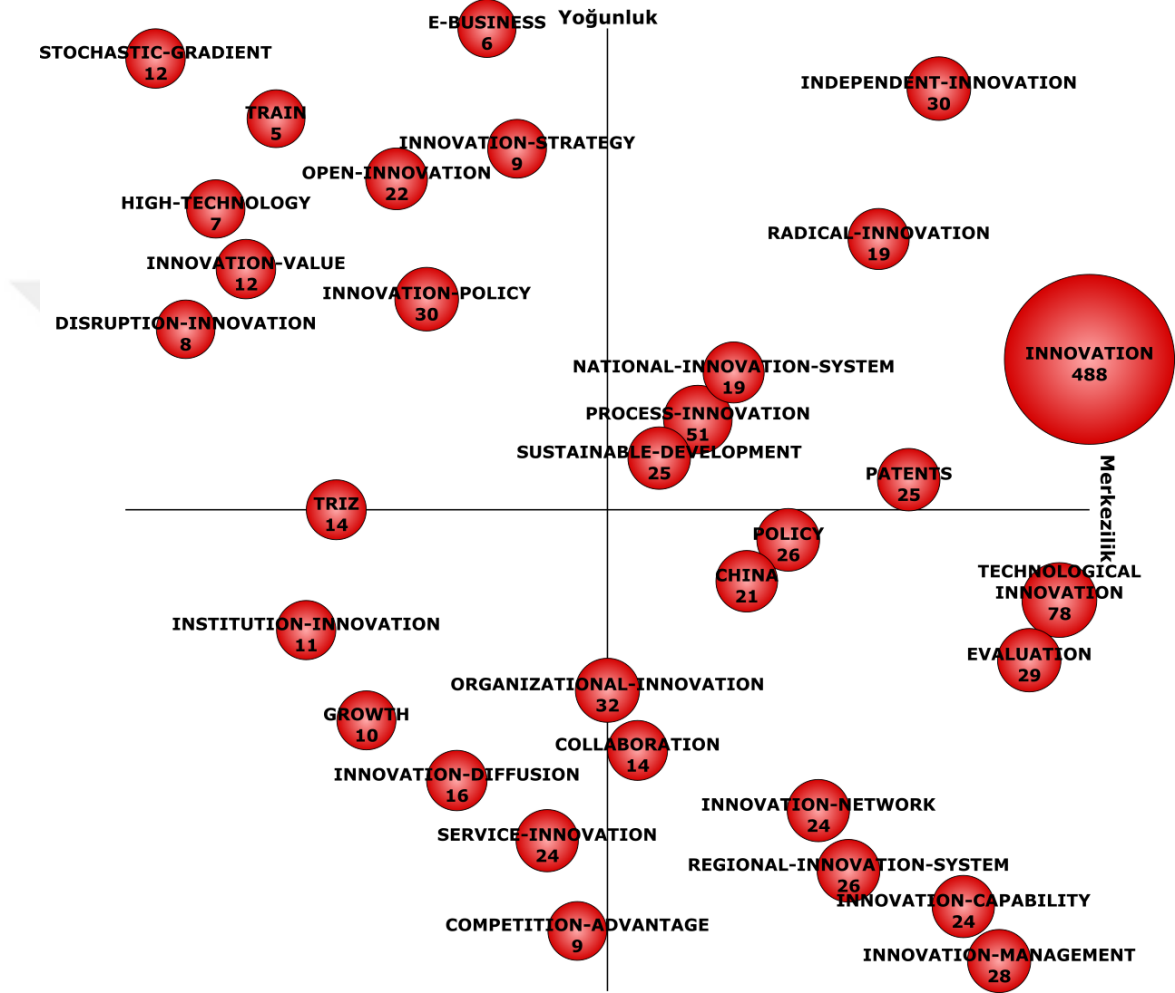 E-BUSINESS
6
Yoğunluk
STOCHASTIC-GRADIENT
12
INDEPENDENT-INNOVATION
30
TRAIN
5
INNOVATION-STRATEGY
9
OPEN-INNOVATION
22
HIGH-TECHNOLOGY
7
RADICAL-INNOVATION
19
INNOVATION-VALUE
12
INNOVATION-POLICY
30
DISRUPTION-INNOVATION
8
INNOVATION
488
NATIONAL-INNOVATION-SYSTEM
19
PROCESS-INNOVATION
51
SUSTAINABLE-DEVELOPMENT
25
PATENTS
25
Merkezilik
TRIZ
14
POLICY
26
CHINA
21
TECHNOLOGICAL
INNOVATION
78
INSTITUTION-INNOVATION
11
EVALUATION
29
ORGANIZATIONAL-INNOVATION
32
GROWTH
10
COLLABORATION
14
INNOVATION-DIFFUSION
16
INNOVATION-NETWORK
24
SERVICE-INNOVATION
24
REGIONAL-INNOVATION-SYSTEM
26
INNOVATION-CAPABILITY
24
COMPETITION-ADVANTAGE
9
INNOVATION-MANAGEMENT
28